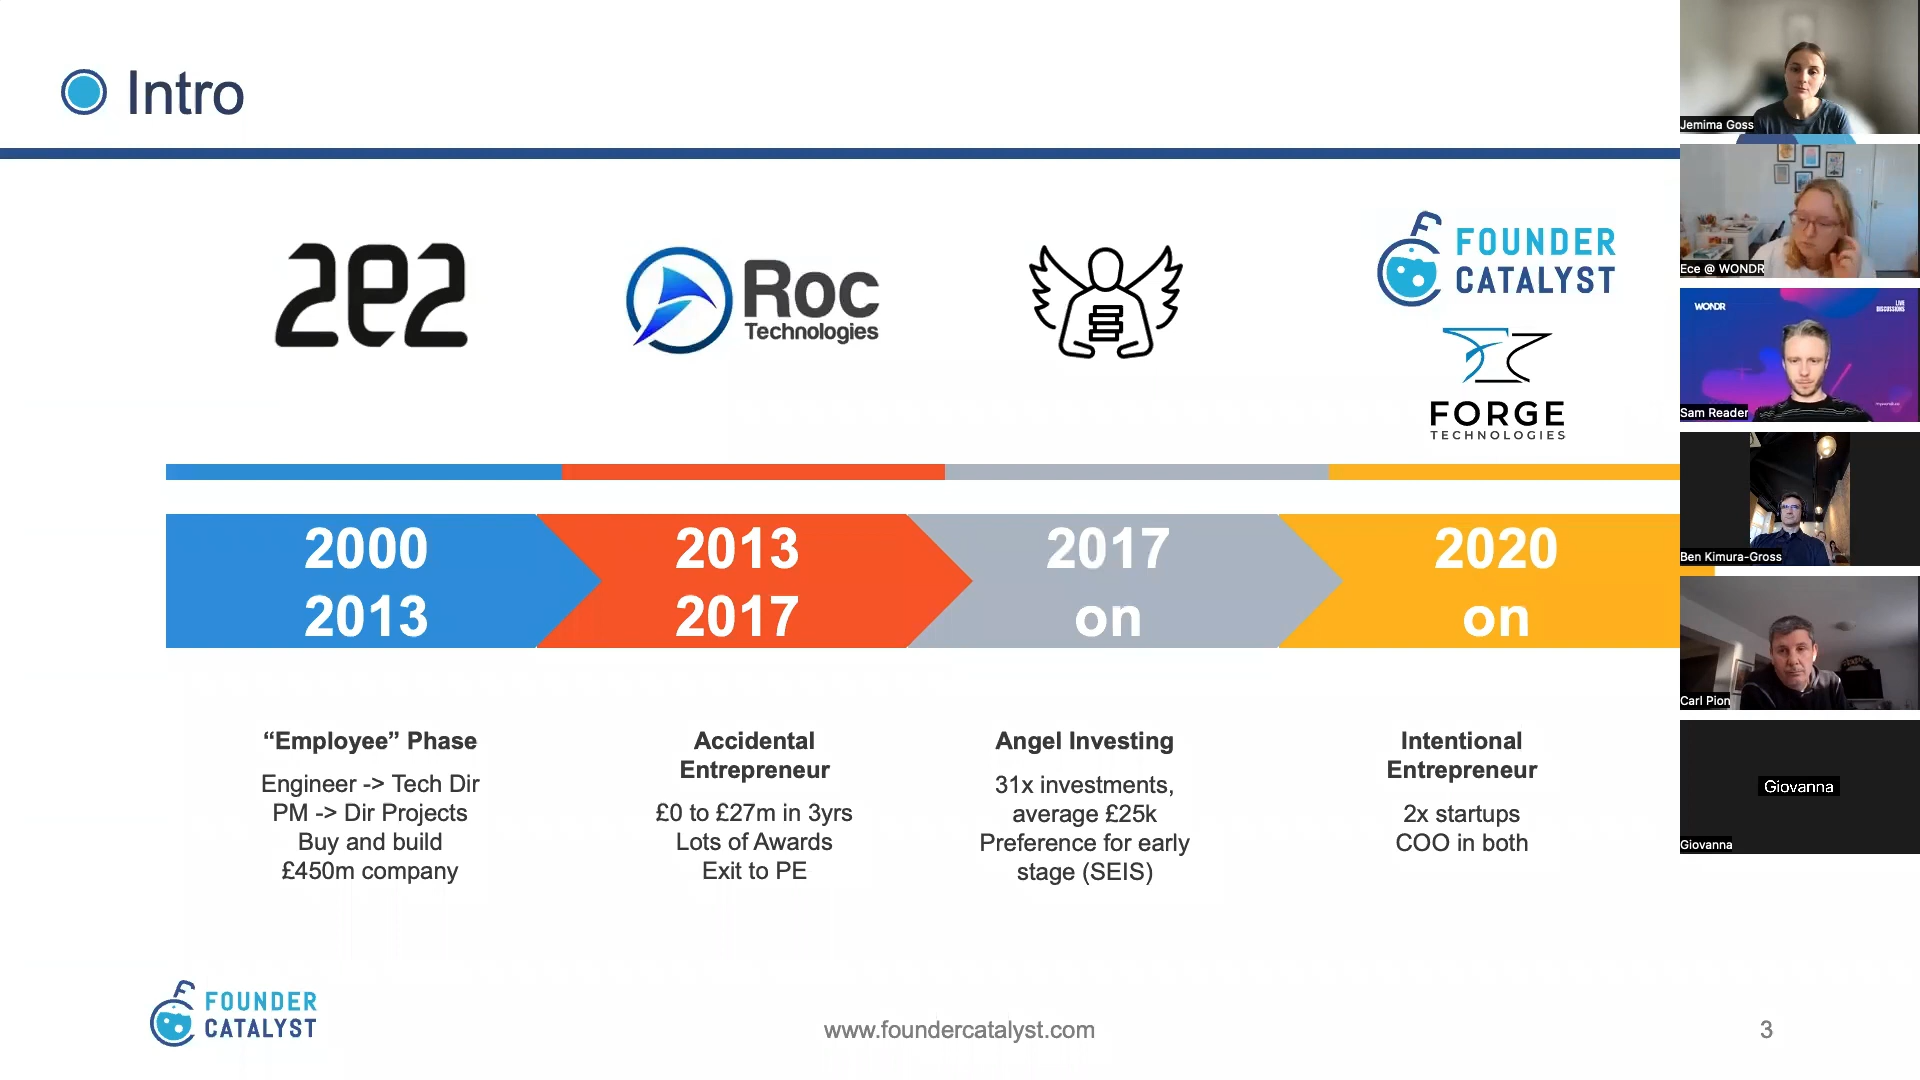 Intro
2e2
Roc
Technologies
FOUNDER
CATALYST
FORGE
TECHNOLOGIES
2000
2013
2013
2017
2017
on
2020
on
“Employee” Phase
Engineer -> Tech Dir
PM -> Dir Projects
Buy and build
£450m company
Accidental
Entrepreneur
£0 to £27m in 3yrs
Lots of Awards
Exit to PE
Angel Investing
31x investments,
average £25k
Preference for early
stage (SEIS)
Intentional
Entrepreneur
2x startups
COO in both
FOUNDER
CATALYST
www.foundercatalyst.com
3
Jemima Goss
Ece @ WONDR
WONDR
LIVE
DISCUSSIONS
Sam Reader
Ben Kimura-Gross
Carl Pion
Giovanna
Giovanna